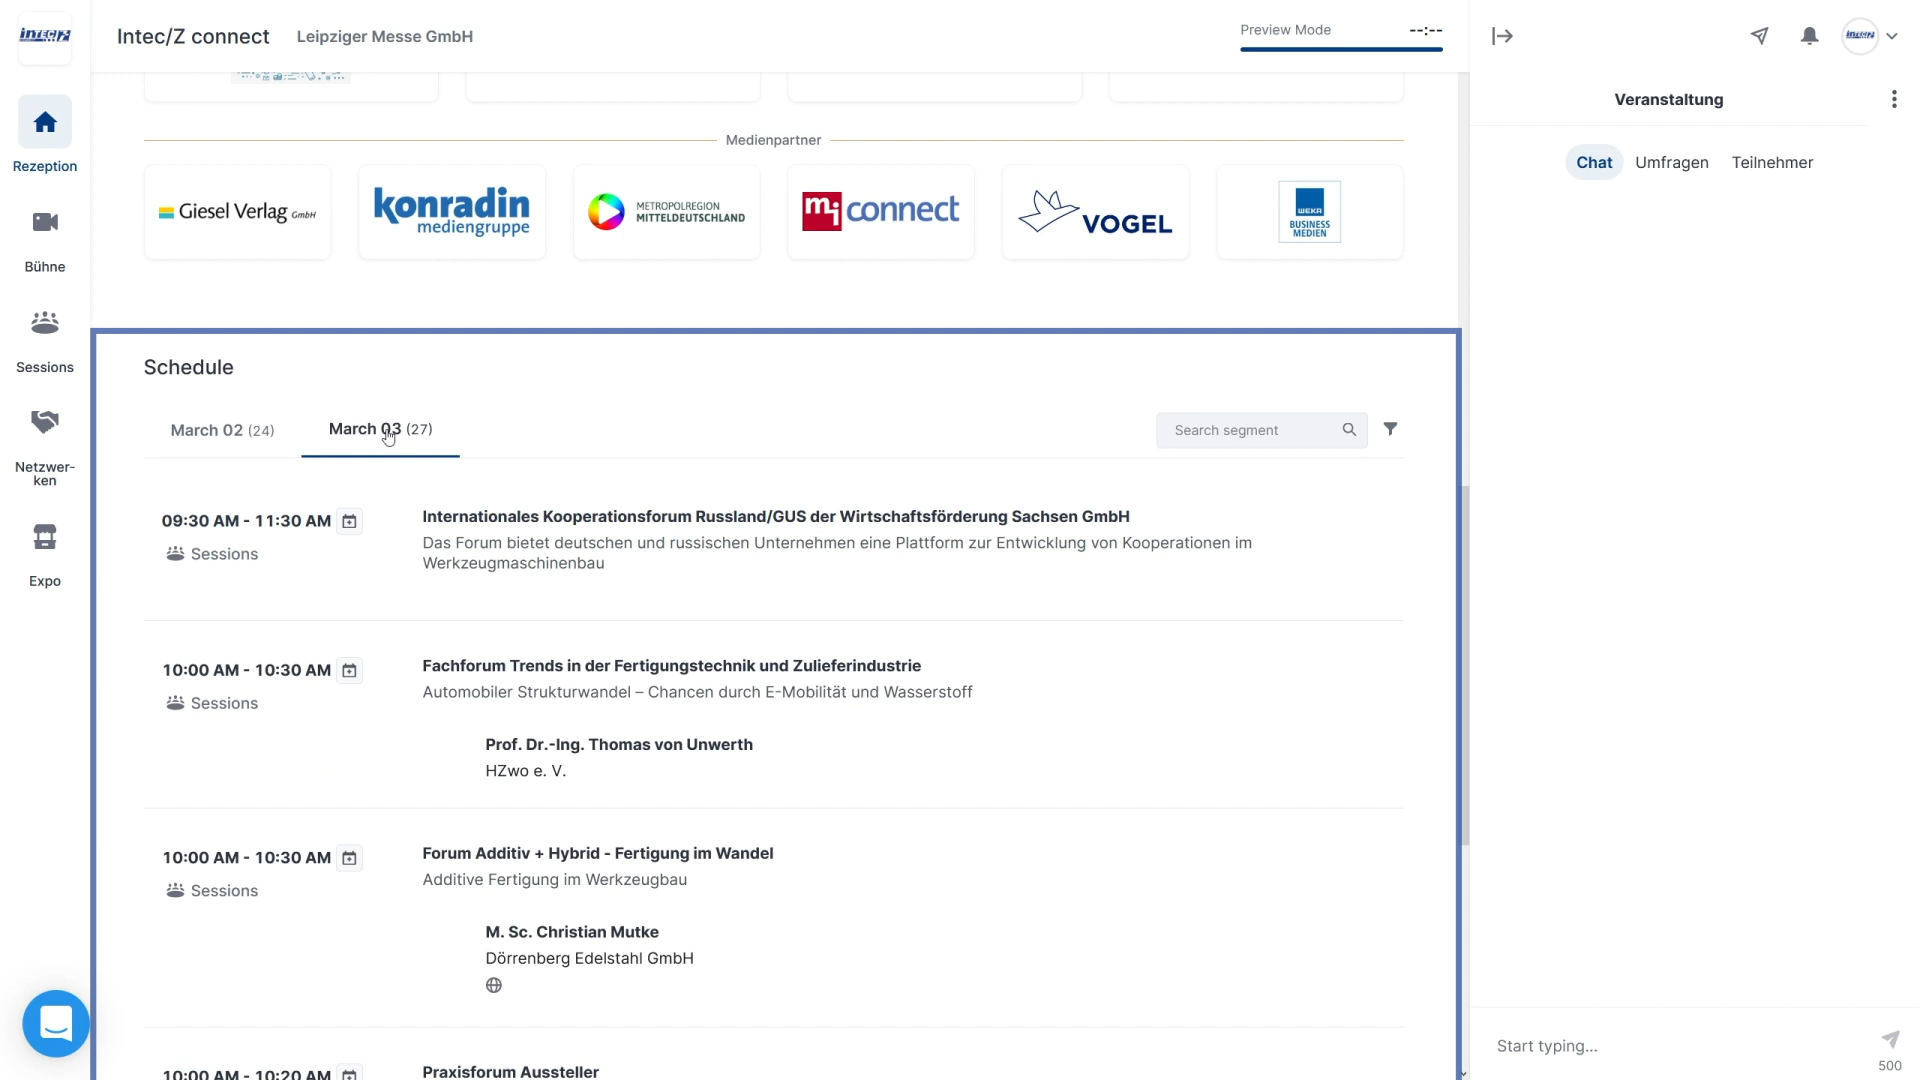 Intec/Z connect
Leipziger Messe GmbH
Preview Mode
--:--
Veranstaltung
Chat
Umfragen
Teilnehmer
Rezeption
Bühne
Sessions
Netzwer-
ken
Expo
Medienpartner
Giesel Verlag GmbH
konradin
mediengruppe
METROPOLREGION
MITTELDEUTSCHLAND
mi connect
VOGEL
WEKA
BUSINESS
MEDIEN
Schedule
March 02 (24)
March 03 (27)
Search segment
09:30 AM - 11:30 AM
Sessions
Internationales Kooperationsforum Russland/GUS der Wirtschaftsförderung Sachsen GmbH
Das Forum bietet deutschen und russischen Unternehmen eine Plattform zur Entwicklung von Kooperationen im
Werkzeugmaschinenbau
10:00 AM - 10:30 AM
Sessions
Fachforum Trends in der Fertigungstechnik und Zulieferindustrie
Automobiler Strukturwandel – Chancen durch E-Mobilität und Wasserstoff
Prof. Dr.-Ing. Thomas von Unwerth
HZwo e. V.
10:00 AM - 10:30 AM
Sessions
Forum Additiv + Hybrid - Fertigung im Wandel
Additive Fertigung im Werkzeugbau
M. Sc. Christian Mutke
Dörrenberg Edelstahl GmbH
10:00 AM - 10:20 AM
Praxisforum Aussteller
Start typing...
500